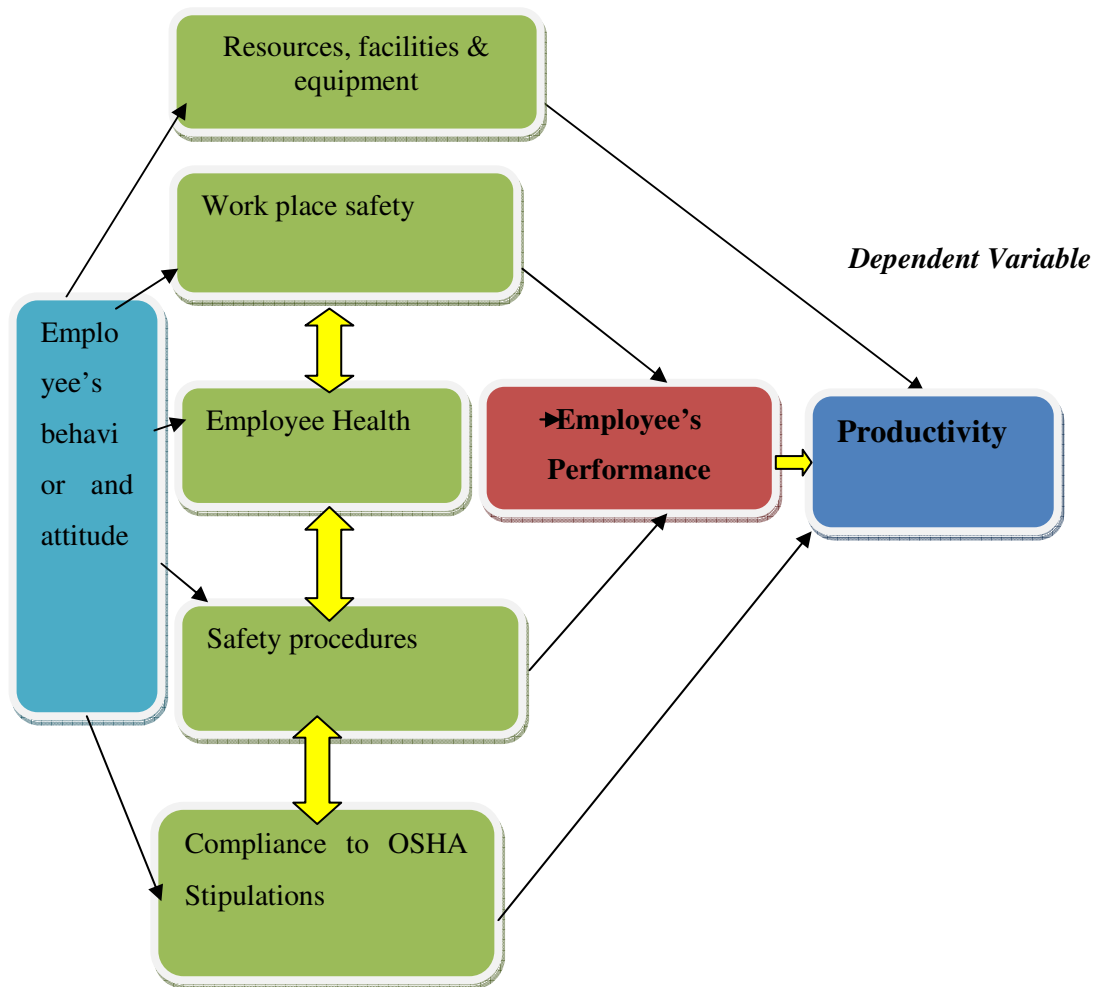 Resources, facilities &
equipment
Work place safety
Dependent Variable
Emplo
yee's
behavi
or and
attitude
Employee Health
Employee's
Performance
Productivity
Safety procedures
Compliance to OSHA
Stipulations